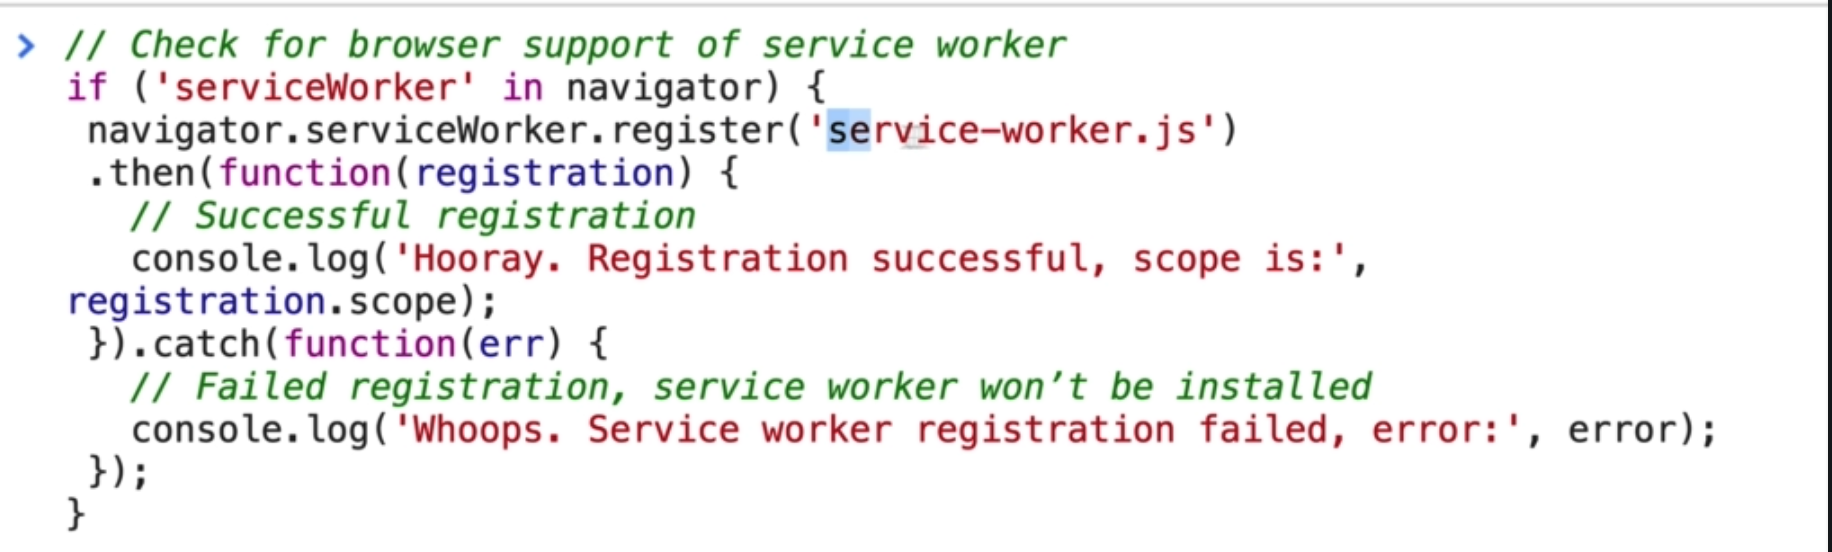 > // Check for browser support of service worker
if ('serviceWorker' in navigator) {
navigator.serviceWorker.register('service-worker.js')
.then(function(registration) {
// Successful registration
console.log('Hooray. Registration successful, scope is:',
registration.scope);
}).catch(function(err) {
// Failed registration, service worker won’t be installed
console.log('Whoops. Service worker registration failed, error:', error);
});
}